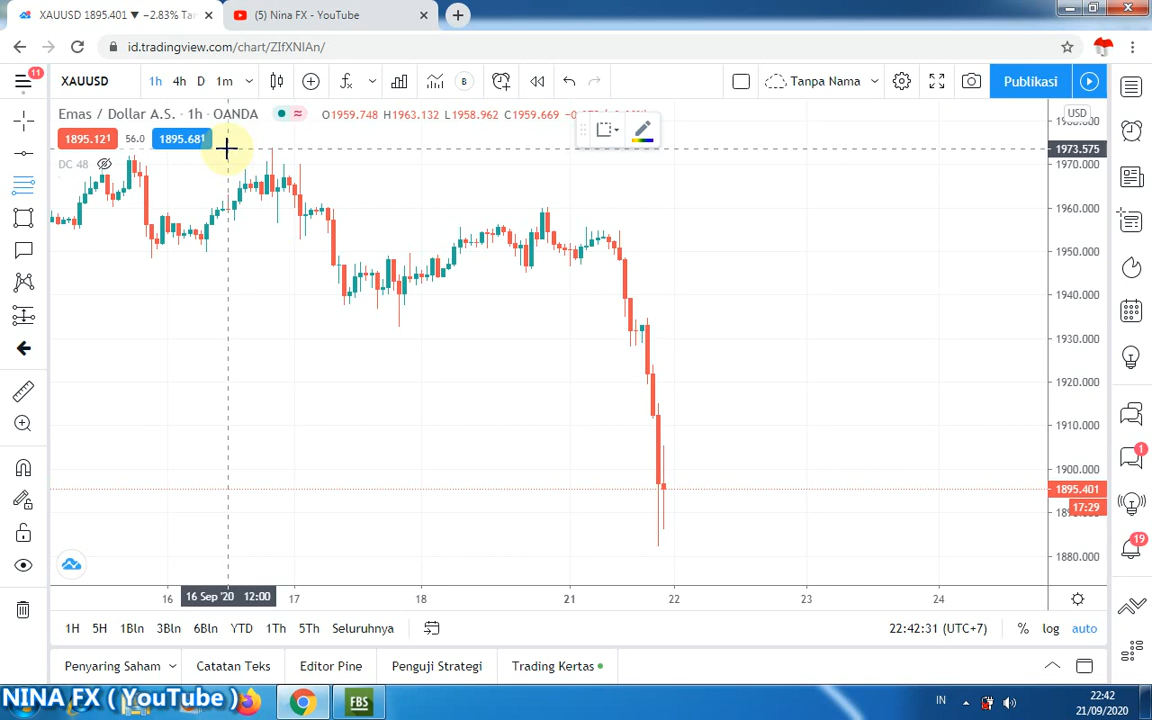 XAUUSD 1895.401 ▼ −2.83% Tan
(5) Nina FX - YouTube
id.tradingview.com/chart/ZIfXNIAn/
11
XAUUSD
1h
4h
D
1m
B
Tanpa Nama
Publikasi
Emas / Dollar A.S. · 1h · OANDA
O1959.748 H1963.132 L1958.962 C1959.669
1895.121
56.0
1895.681
DC 48
USD
1973.575
1970.000
1960.000
1950.000
1940.000
1930.000
1920.000
1910.000
1900.000
1895.401
17:29
1880.000
1
19
16
16 Sep '20 12:00
17
18
21
22
23
24
1H
5H
1Bln
3Bln
6Bln
YTD
1Th
5Th
Seluruhnya
22:42:31 (UTC+7)
%
log
auto
Penyaring Saham
Catatan Teks
Editor Pine
Penguji Strategi
Trading Kertas
NINA FX ( YouTube )
FBS
IN
22:42
21/09/2020